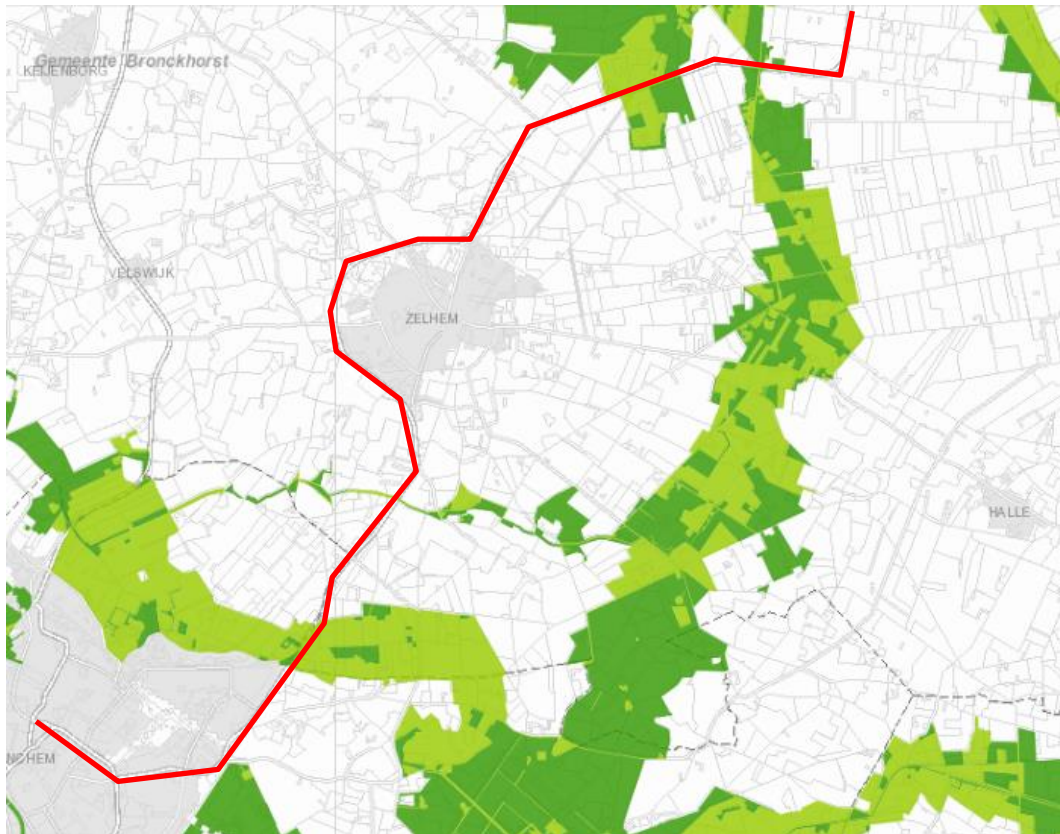 Gemeente Bronckhorst
KEIJENBORG
VELSWIJK
ZELHEM
HALLE
NCHEM